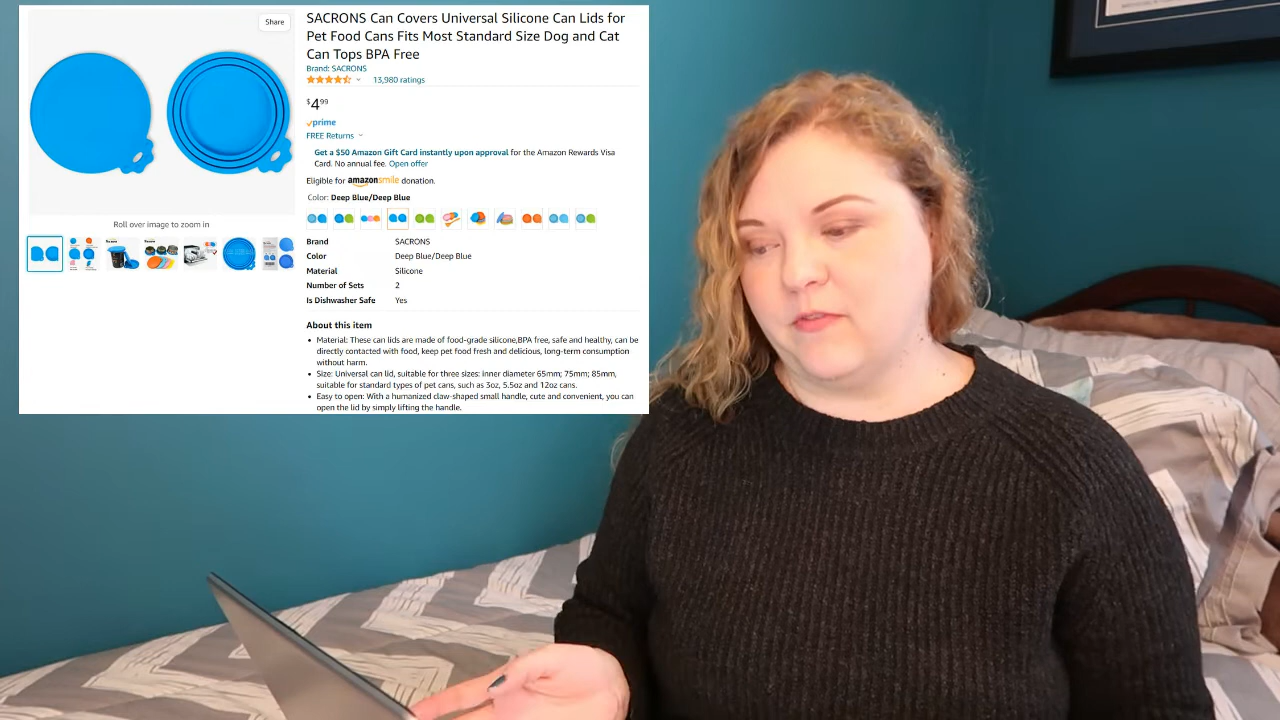 Share
SACRONS Can Covers Universal Silicone Can Lids for
Pet Food Cans Fits Most Standard Size Dog and Cat
Can Tops BPA Free
Brand: SACRONS
13,980 ratings
$4.99
prime
FREE Returns
Get a $50 Amazon Gift Card instantly upon approval for the Amazon Rewards Visa
Card. No annual fee. Open offer
Eligible for amazonsmile donation.
Color: Deep Blue/Deep Blue
Roll over image to zoom in
Brand SACRONS
Color Deep Blue/Deep Blue
Material Silicone
Number of Sets 2
Is Dishwasher Safe Yes
About this item
• Material: These can lids are made of food-grade silicone,BPA free, safe and healthy, can be
directly contacted with food, keep pet food fresh and delicious, long-term consumption
without harm.
• Size: Universal can lid, suitable for three sizes: inner diameter 65mm; 75mm; 85mm,
suitable for standard types of pet cans, such as 3oz, 5.5oz and 12oz cans.
• Easy to open: With a humanized claw-shaped small handle, cute and convenient, you can
open the lid by simply lifting the handle.